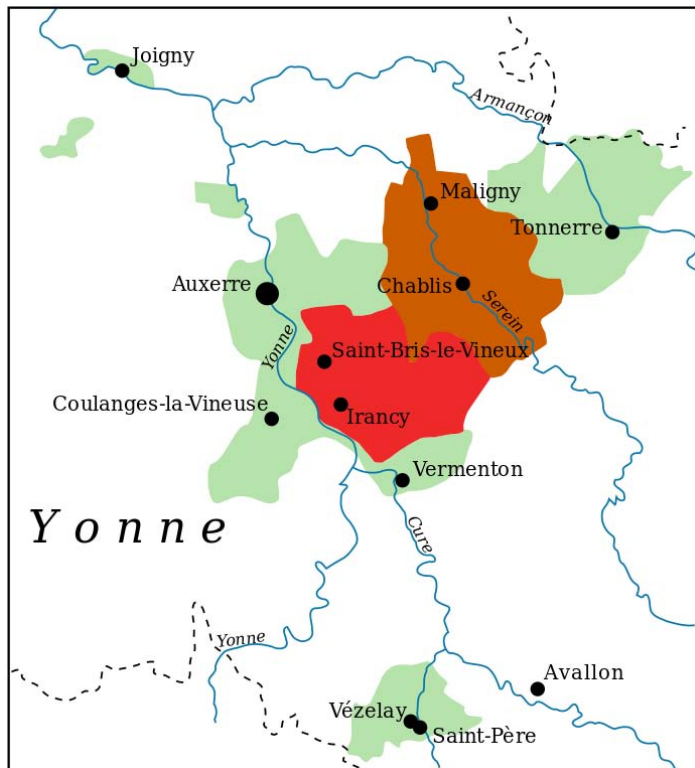 Joigny
Armançon
Maligny
Tonnerre
Auxerre
Chablis
Serein
Yonne
Saint-Bris-le-Vineux
Coulanges-la-Vineuse
Irancy
Vermenton
Yonne
Cure
Yonne
Avallon
Vézelay
Saint-Père